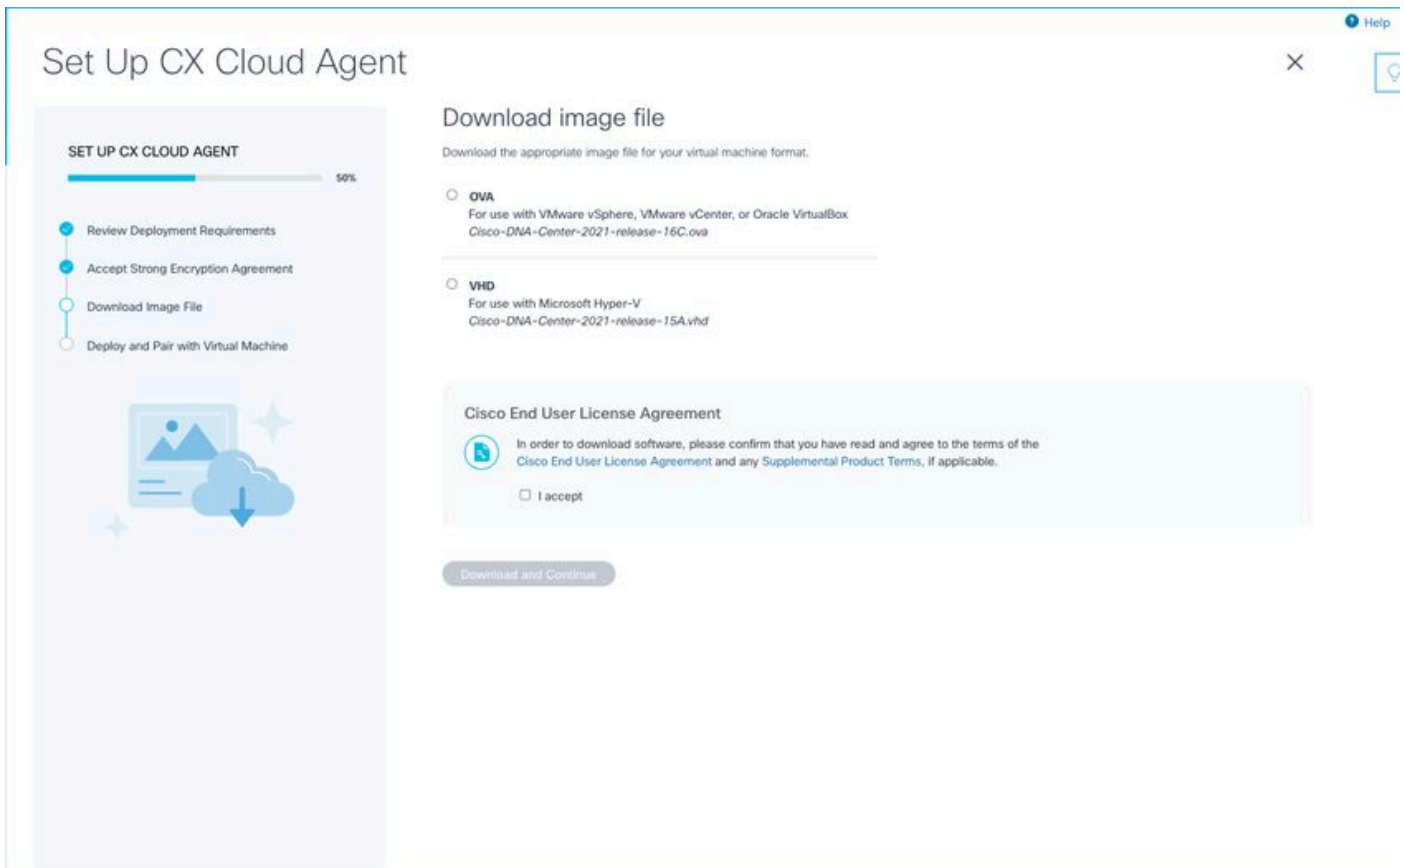 Help
Set Up CX Cloud Agent
SET UP CX CLOUD AGENT
50%
Review Deployment Requirements
Accept Strong Encryption Agreement
Download Image File
Deploy and Pair with Virtual Machine
Download image file
Download the appropriate image file for your virtual machine format.
OVA
For use with VMware vSphere, VMware vCenter, or Oracle VirtualBox
Cisco-DNA-Center-2021-release-16C.ova
VHD
For use with Microsoft Hyper-V
Cisco-DNA-Center-2021-release-15A.vhd
Cisco End User License Agreement
In order to download software, please confirm that you have read and agree to the terms of the
Cisco End User License Agreement and any Supplemental Product Terms, if applicable.
I accept
Download and Continue